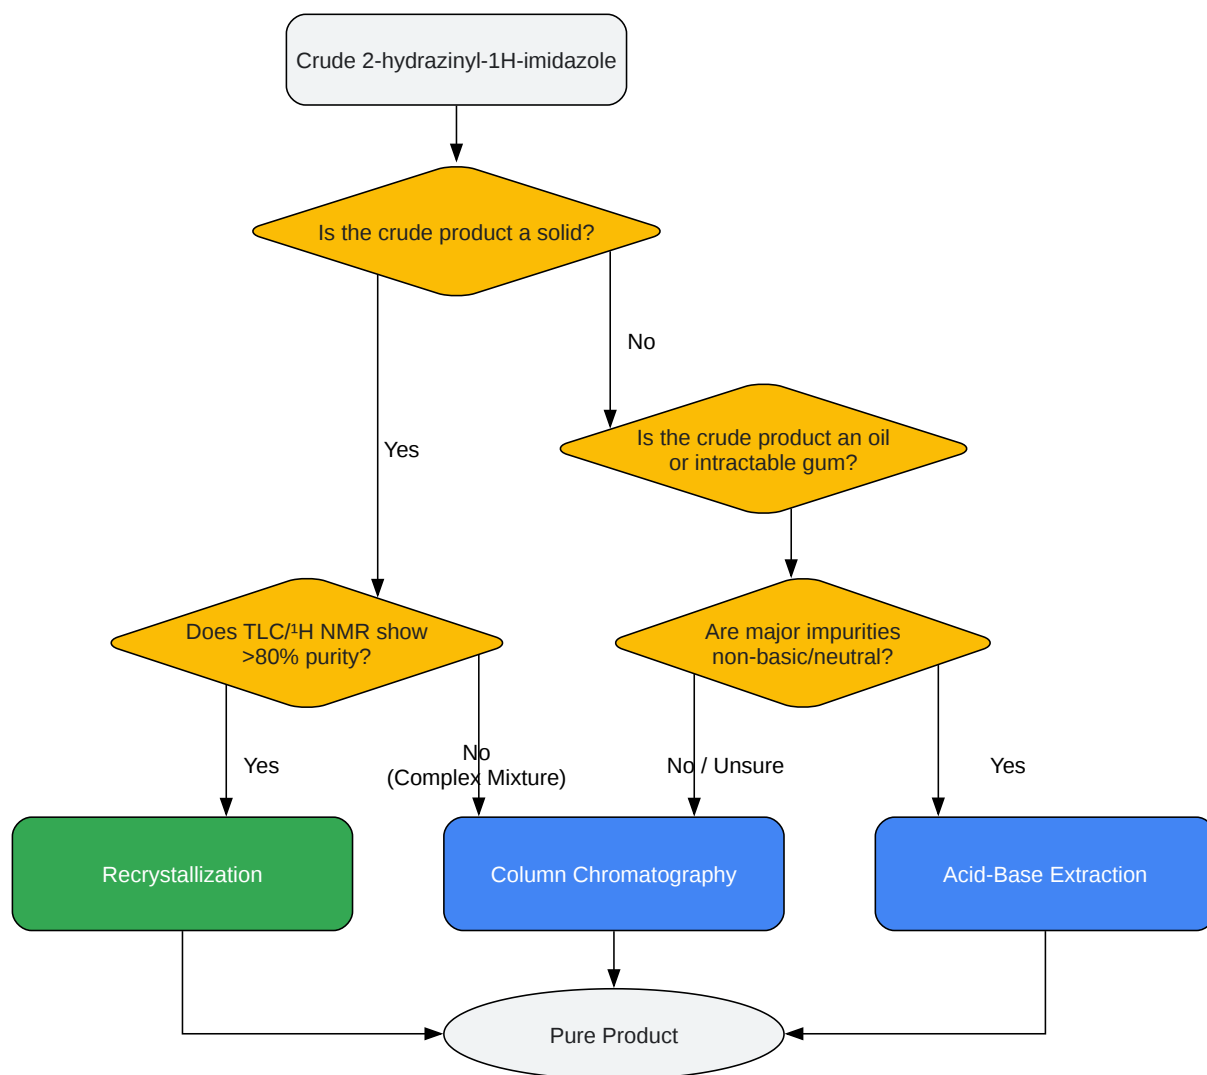 Crude 2-hydrazinyl-1H-imidazole
Is the crude product a solid?
No
Is the crude product an oil
or intractable gum?
Yes
Does TLC/¹H NMR show
>80% purity?
Are major impurities
non-basic/neutral?
Yes
No
(Complex Mixture)
No / Unsure
Yes
Recrystallization
Column Chromatography
Acid-Base Extraction
Pure Product